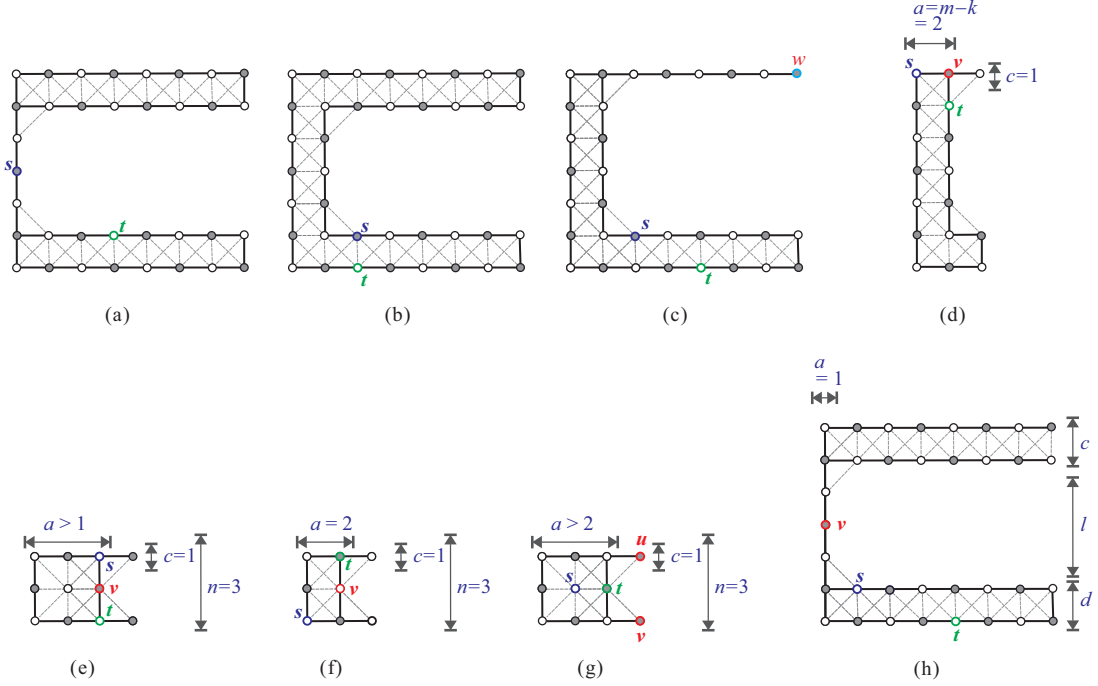 a=m−k
= 2
w
s
v
s
c=1
t
s
t
s
s
t
t
t
(a)
(b)
(c)
(d)
a
= 1
c
a > 1
a = 2
a > 2
v
l
u
s
c=1
t
c=1
c=1
v
n=3
v
n=3
s
t
n=3
s
d
t
s
v
t
(e)
(f)
(g)
(h)